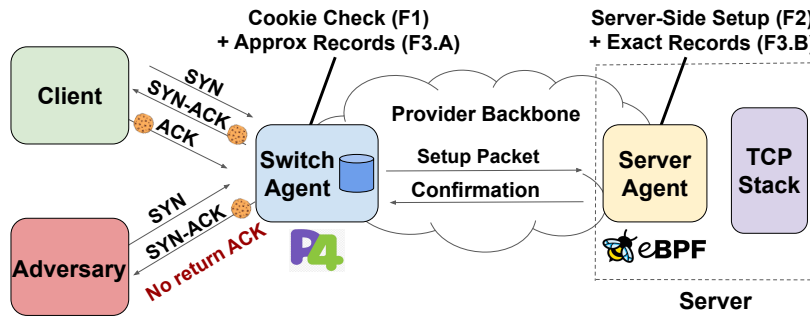 Cookie Check (F1)
+ Approx Records (F3.A)
Server-Side Setup (F2)
+ Exact Records (F3.B)
Client
SYN
SYN-ACK
ACK
Provider Backbone
Switch
Agent
Setup Packet
Confirmation
Server
Agent
TCP
Stack
SYN
SYN-ACK
No return ACK
Adversary
P4
eBPF
Server